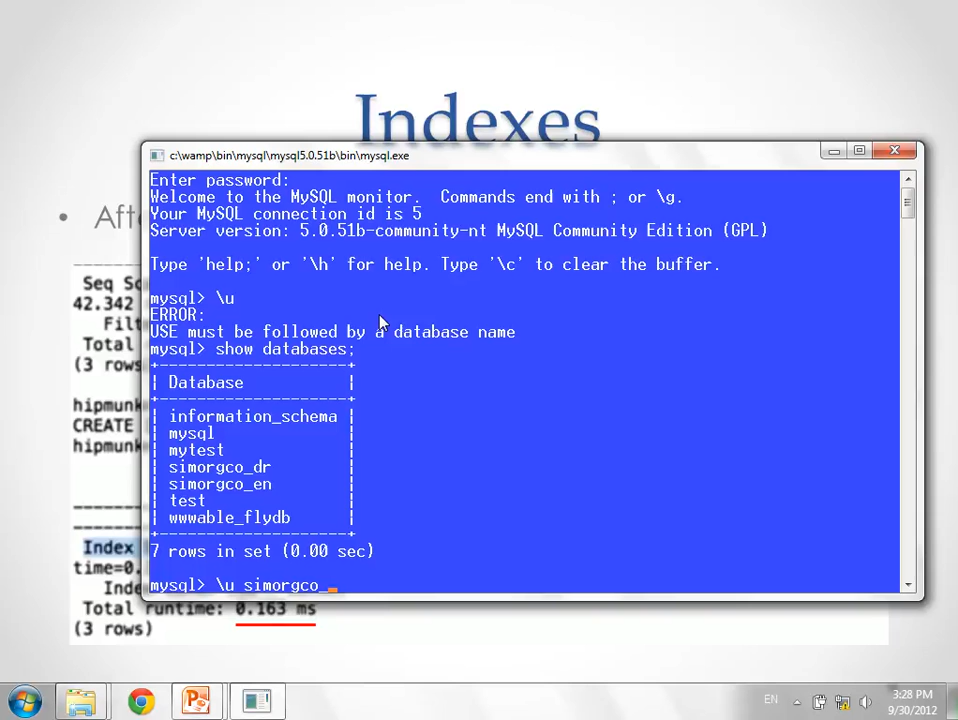 Indexes
c:\wamp\bin\mysql\mysql5.0.51b\bin\mysql.exe
Enter password:
Welcome to the MySQL monitor.  Commands end with ; or \g.
Your MySQL connection id is 5
Server version: 5.0.51b-community-nt MySQL Community Edition (GPL)
Type 'help;' or '\h' for help. Type '\c' to clear the buffer.
mysql> \u
ERROR:
USE must be followed by a database name
mysql> show databases;
+--------------------+
| Database           |
+--------------------+
| information_schema |
| mysql              |
| mytest             |
| simorgco_dr        |
| simorgco_en        |
| test               |
| wwwable_flydb      |
+--------------------+
7 rows in set (0.00 sec)
mysql> \u simorgco_
• Afte
Seq Sc
42.342
Filt
Total
(3 rows
hipmunk
CREATE
hipmunk
Index
time=0.
Inde
Total runtime: 0.163 ms
(3 rows)
EN
3:28 PM
9/30/2012